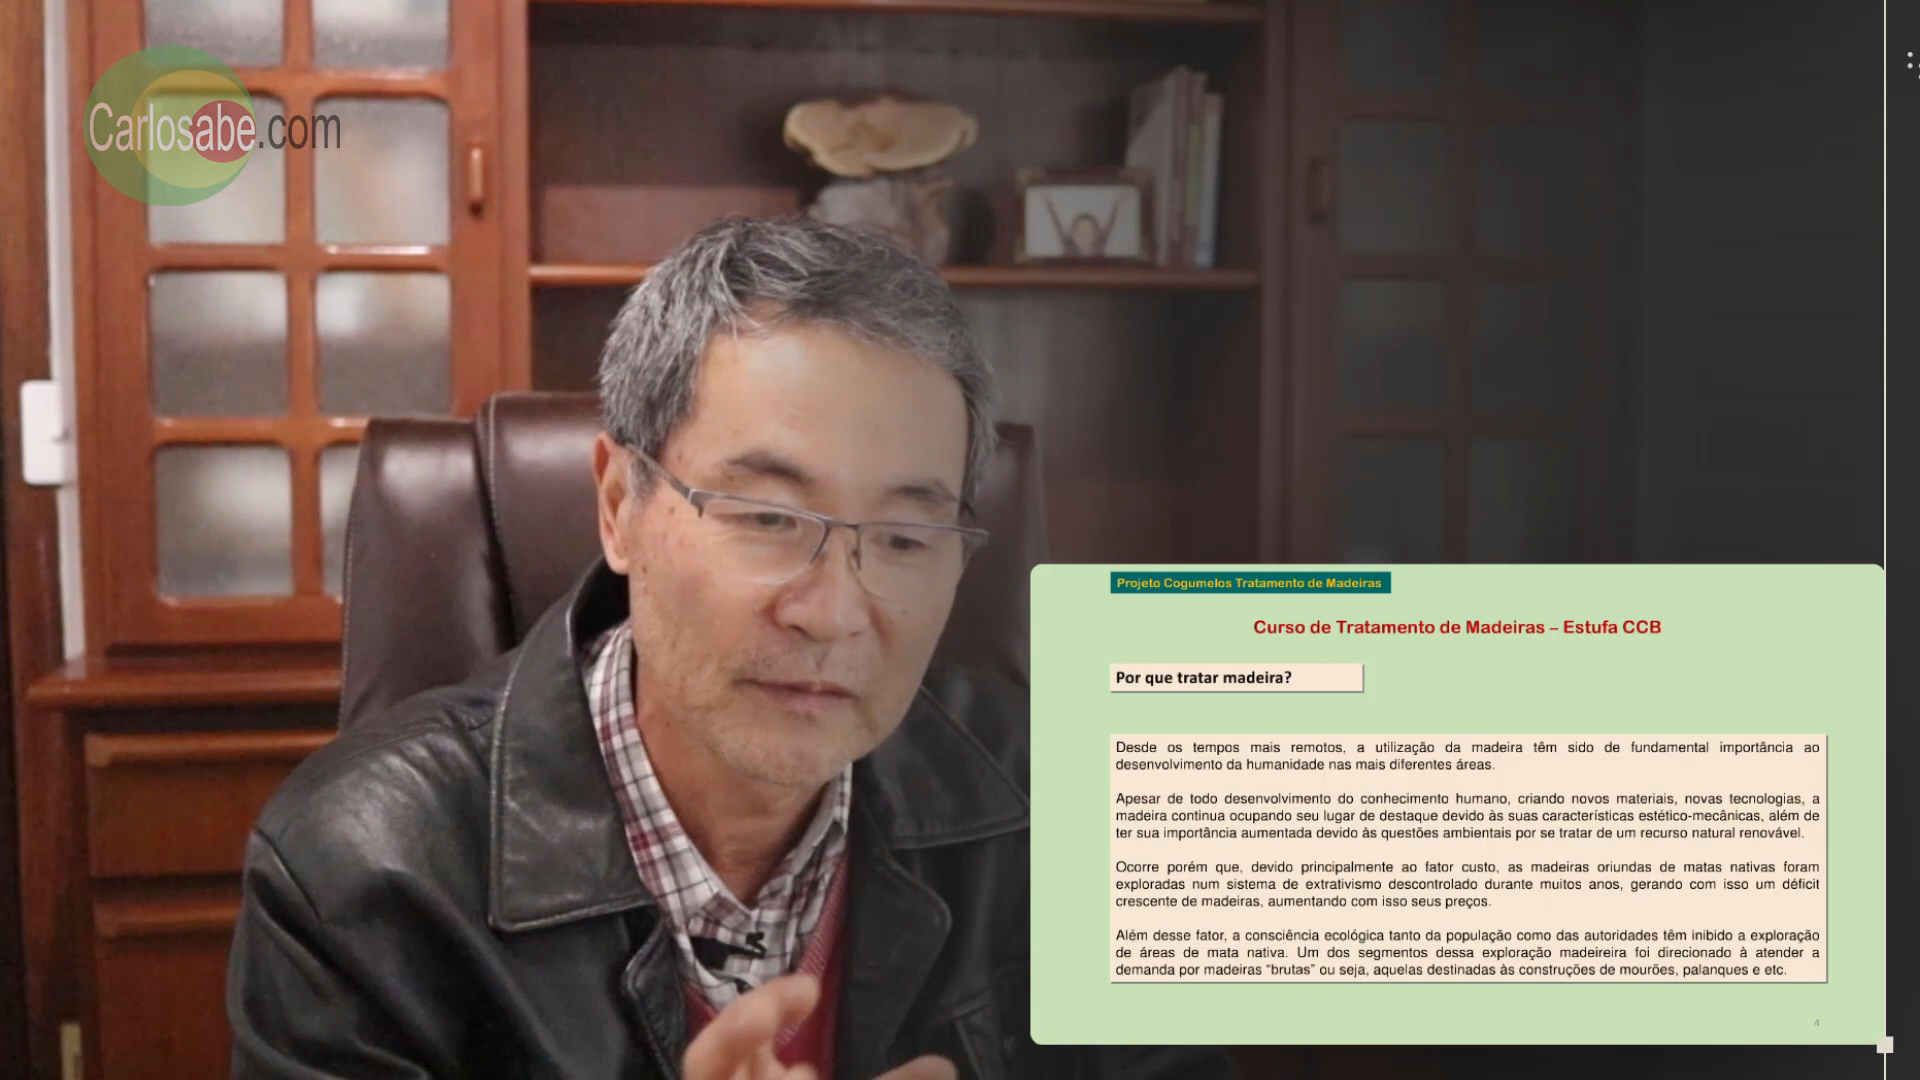 Carlosabe.com
Projeto Cogumelos Tratamento de Madeiras
Curso de Tratamento de Madeiras – Estufa CCB
Por que tratar madeira?
Desde os tempos mais remotos, a utilização da madeira têm sido de fundamental importância ao
desenvolvimento da humanidade nas mais diferentes áreas.
Apesar de todo desenvolvimento do conhecimento humano, criando novos materiais, novas tecnologias, a
madeira continua ocupando seu lugar de destaque devido às suas características estético-mecânicas, além de
ter sua importância aumentada devido às questões ambientais por se tratar de um recurso natural renovável.
Ocorre porém que, devido principalmente ao fator custo, as madeiras oriundas de matas nativas foram
exploradas num sistema de extrativismo descontrolado durante muitos anos, gerando com isso um déficit
crescente de madeiras, aumentando com isso seus preços.
Além desse fator, a consciência ecológica tanto da população como das autoridades têm inibido a exploração
de áreas de mata nativa. Um dos segmentos dessa exploração madeireira foi direcionado à atender a
demanda por madeiras “brutas” ou seja, aquelas destinadas às construções de mourões, palanques e etc.
4